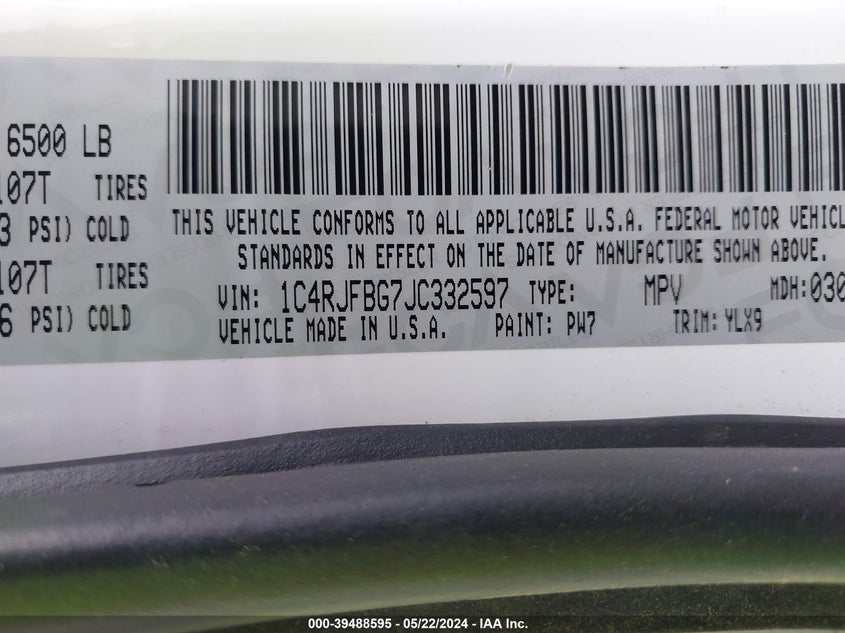 6500 LB
107T TIRES
3 PSI) COLD
107T TIRES
6 PSI) COLD
THIS VEHICLE CONFORMS TO ALL APPLICABLE U.S.A. FEDERAL MOTOR VEHICL
STANDARDS IN EFFECT ON THE DATE OF MANUFACTURE SHOWN ABOVE.
VIN: 1C4RJFBG7JC332597 TYPE: MPV MDH:030
VEHICLE MADE IN U.S.A. PAINT: PW7 TRIM: YLX9
000-39488595 - 05/22/2024 - IAA Inc.